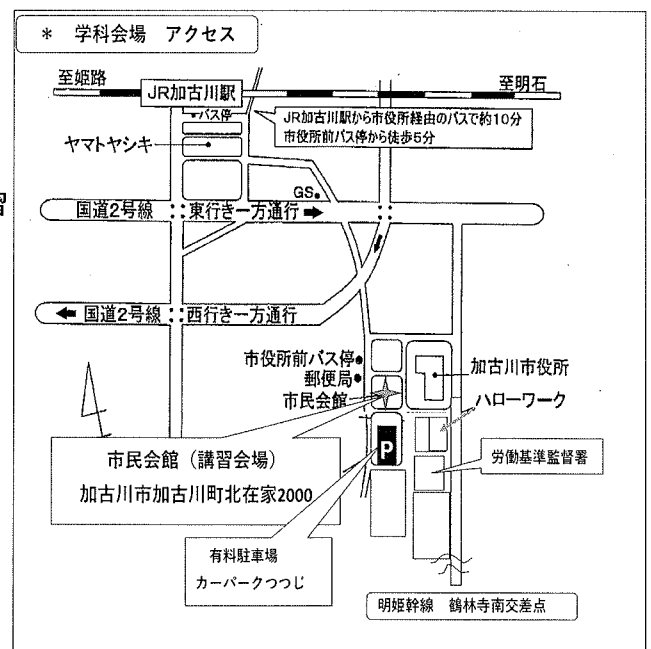 * 学科会場 アクセス
至姫路
JR加古川駅
至明石
バス停
JR加古川駅から市役所経由のバスで約10分
市役所前バス停から徒歩5分
ヤマトヤシキ
GS
習
国道2号線
東行き一方通行
国道2号線
西行き一方通行
市役所前バス停
郵便局
市民会館
加古川市役所
ハローワーク
P
労働基準監督署
市民会館(講習会場)
加古川市加古川町北在家2000
有料駐車場
カーパークつつじ
明姫幹線 鶴林寺南交差点